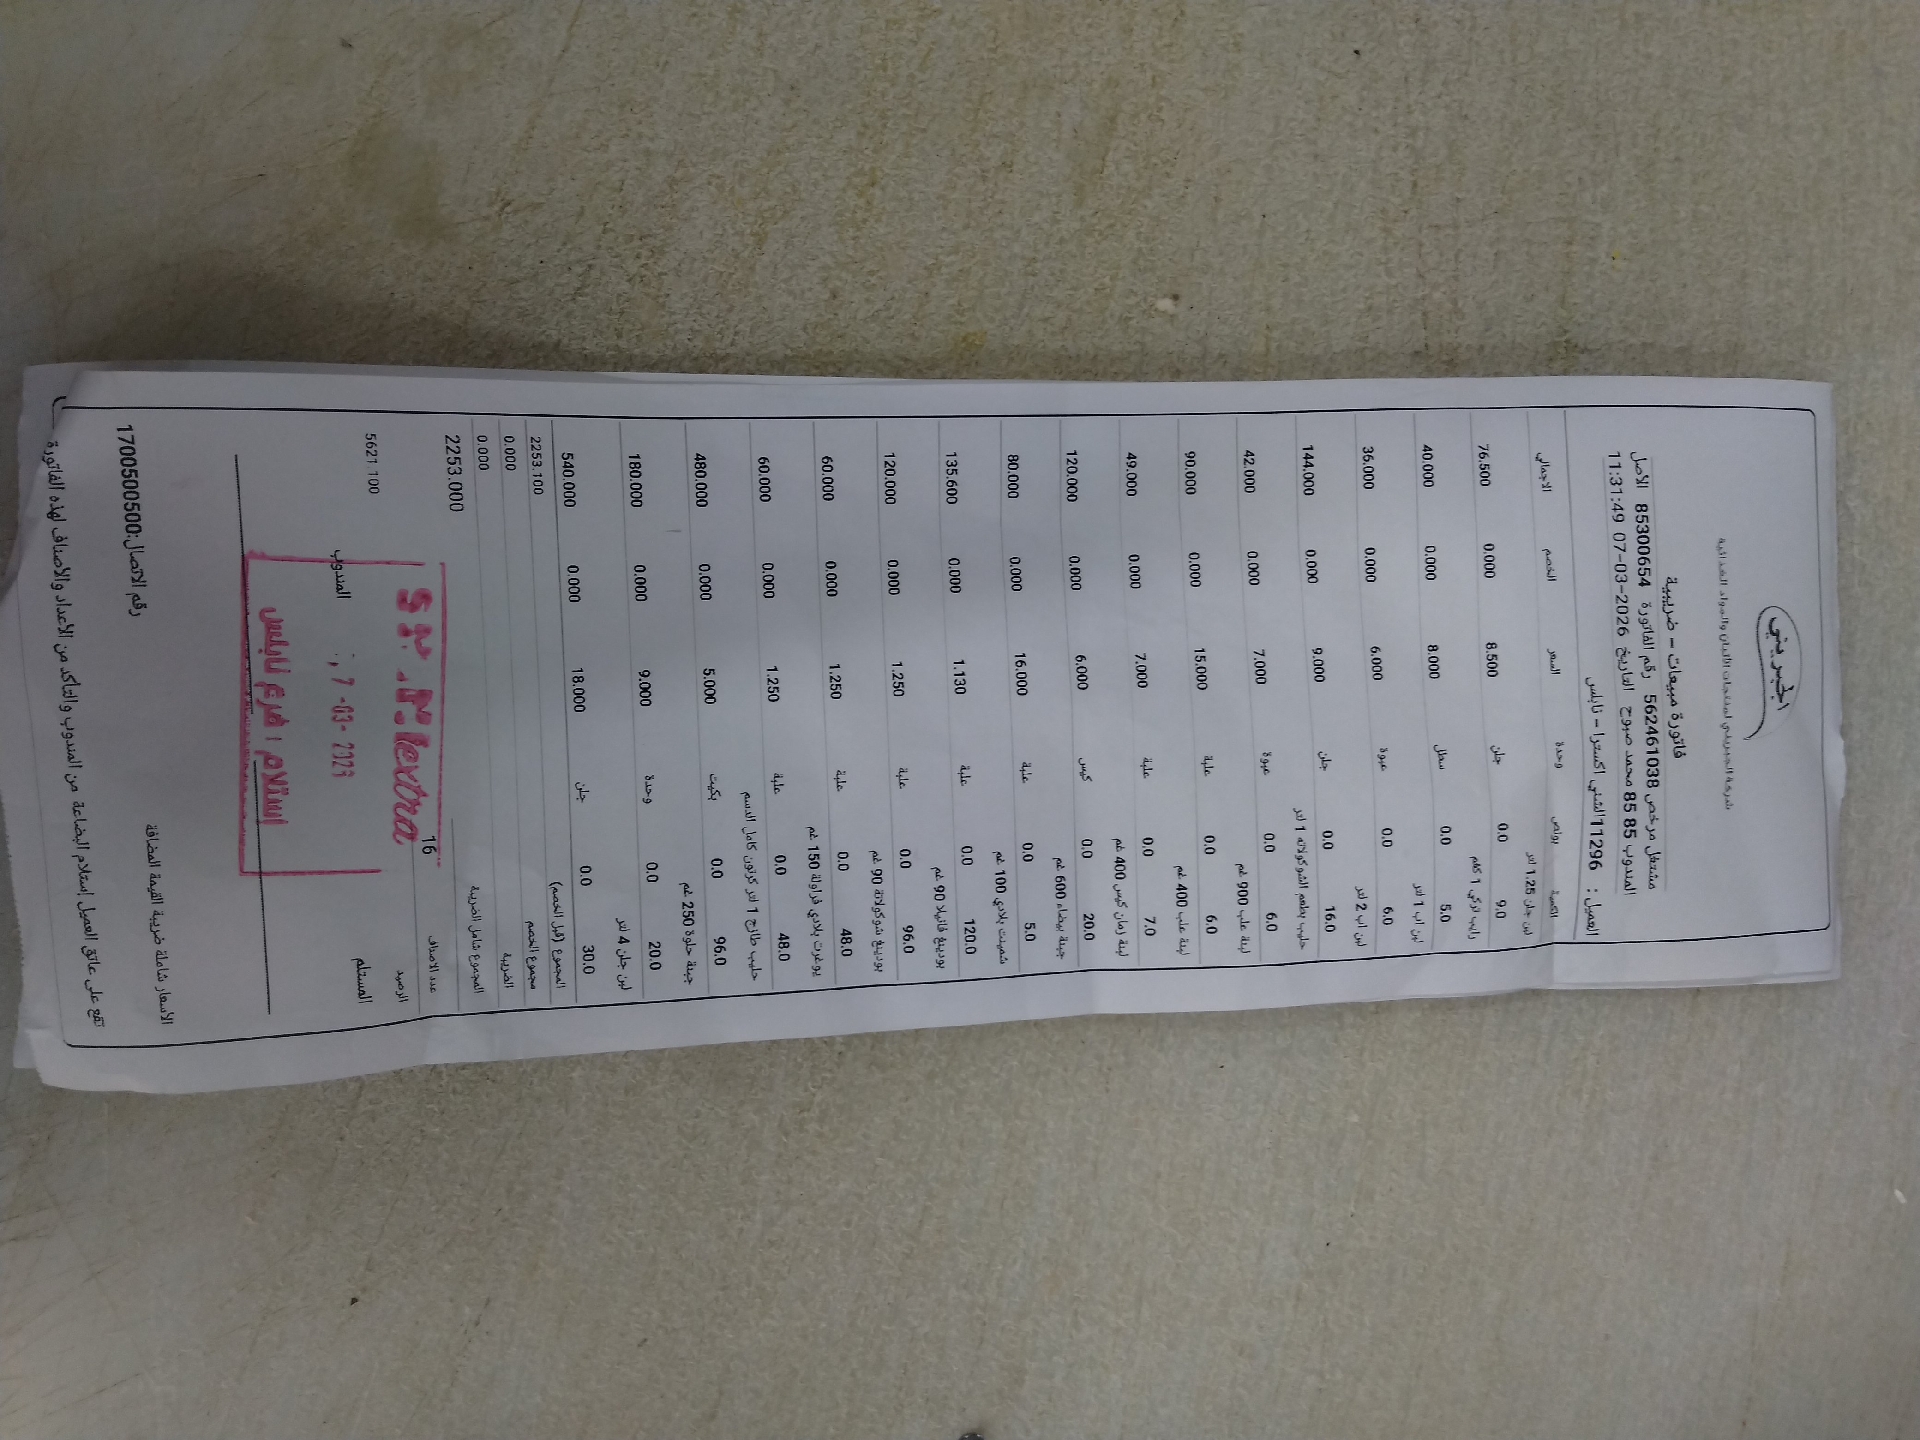 الجبريني
شركة الجبريني لمنتجات الالبان والمواد الغذائية
فاتورة مبيعات - ضريبية
مشتغل مرخص 562461038 رقم الفاتورة 85300654 الاصل
المندوب 85 85 محمد صبوح التاريخ 2026-03-07 11:31:49
العميل : 11296 الشني اكسترا - نابلس
الكمية بونص وحدة السعر الخصم الاجمالي
لبن جلن 1.25 لتر
9.0 0.0 جلن 8.500 0.000 76.500
رايب تركي 1 كغم
5.0 0.0 سطل 8.000 0.000 40.000
لبن اب 1 لتر
6.0 0.0 عبوة 6.000 0.000 36.000
لبن اب 2 لتر
16.0 0.0 جلن 9.000 0.000 144.000
حليب بطعم الشوكولاته 1 لتر
6.0 0.0 عبوة 7.000 0.000 42.000
لبنة علب 900 غم
6.0 0.0 علبة 15.000 0.000 90.000
لبنة علب 400 غم
7.0 0.0 علبة 7.000 0.000 49.000
لبنة زمان كيس 400 غم
20.0 0.0 كيس 6.000 0.000 120.000
جبنة بيضاء 600 غم
5.0 0.0 علبة 16.000 0.000 80.000
شمينت بلادي 100 غم
120.0 0.0 علبة 1.130 0.000 135.600
بودينغ فانيلا 90 غم
96.0 0.0 علبة 1.250 0.000 120.000
بودينغ شوكولاتة 90 غم
48.0 0.0 علبة 1.250 0.000 60.000
يوغرت بلادي فراولة 150 غم
48.0 0.0 علبة 1.250 0.000 60.000
حليب طازج 1 لتر كرتون كامل الدسم
96.0 0.0 بكيت 5.000 0.000 480.000
جبنة حلوة 250 غم
20.0 0.0 وحدة 9.000 0.000 180.000
لبن جلن 4 لتر
30.0 0.0 جلن 18.000 0.000 540.000
المجموع (قبل الخصم) 2253.100
مجموع الخصم 0.000
الضريبة 0.000
المجموع شامل الضريبة 2253.000
عدد الاصناف 16
الرصيد 5621.100
المستلم المندوب
extra
استلام / فرع نابلس
الأسعار شاملة ضريبة القيمة المضافة
رقم الاتصال:1700500500
تقع على عاتق العميل إستلام البضاعة من المندوب والتأكد من الأعداد والأصناف لهذه الفاتورة